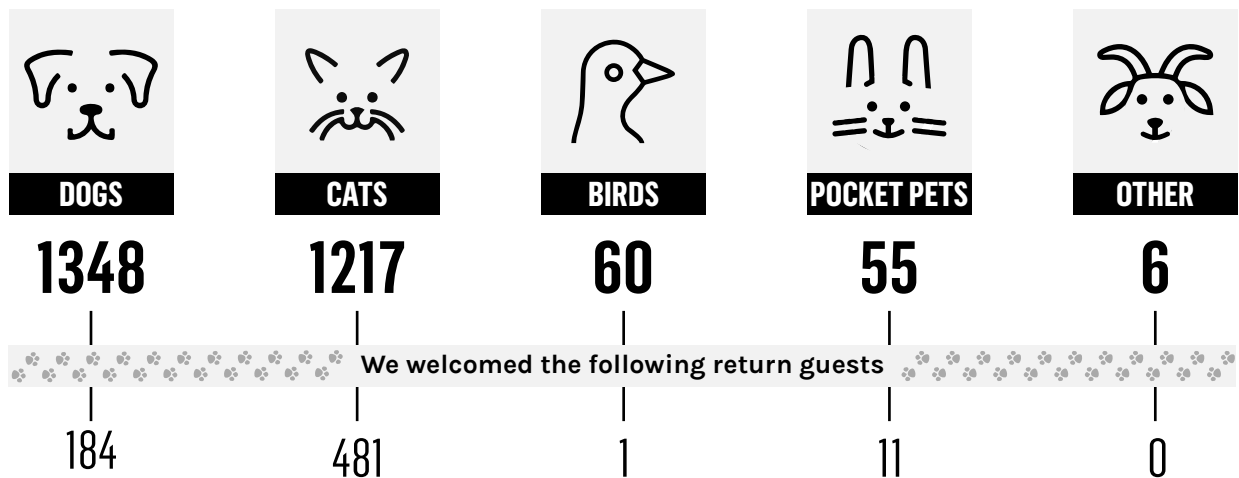 DOGS CATS BIRDS POCKET PETS OTHER
1348 1217 60 55 6
We welcomed the following return guests
184 481 1 11 0